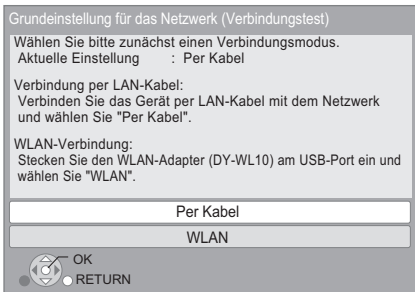 Grundeinstellung für das Netzwerk (Verbindungstest)
Wählen Sie bitte zunächst einen Verbindungsmodus.
Aktuelle Einstellung : Per Kabel
Verbindung per LAN-Kabel:
Verbinden Sie das Gerät per LAN-Kabel mit dem Netzwerk
und wählen Sie "Per Kabel".
WLAN-Verbindung:
Stecken Sie den WLAN-Adapter (DY-WL10) am USB-Port ein und
wählen Sie "WLAN".
Per Kabel
WLAN
OK
RETURN